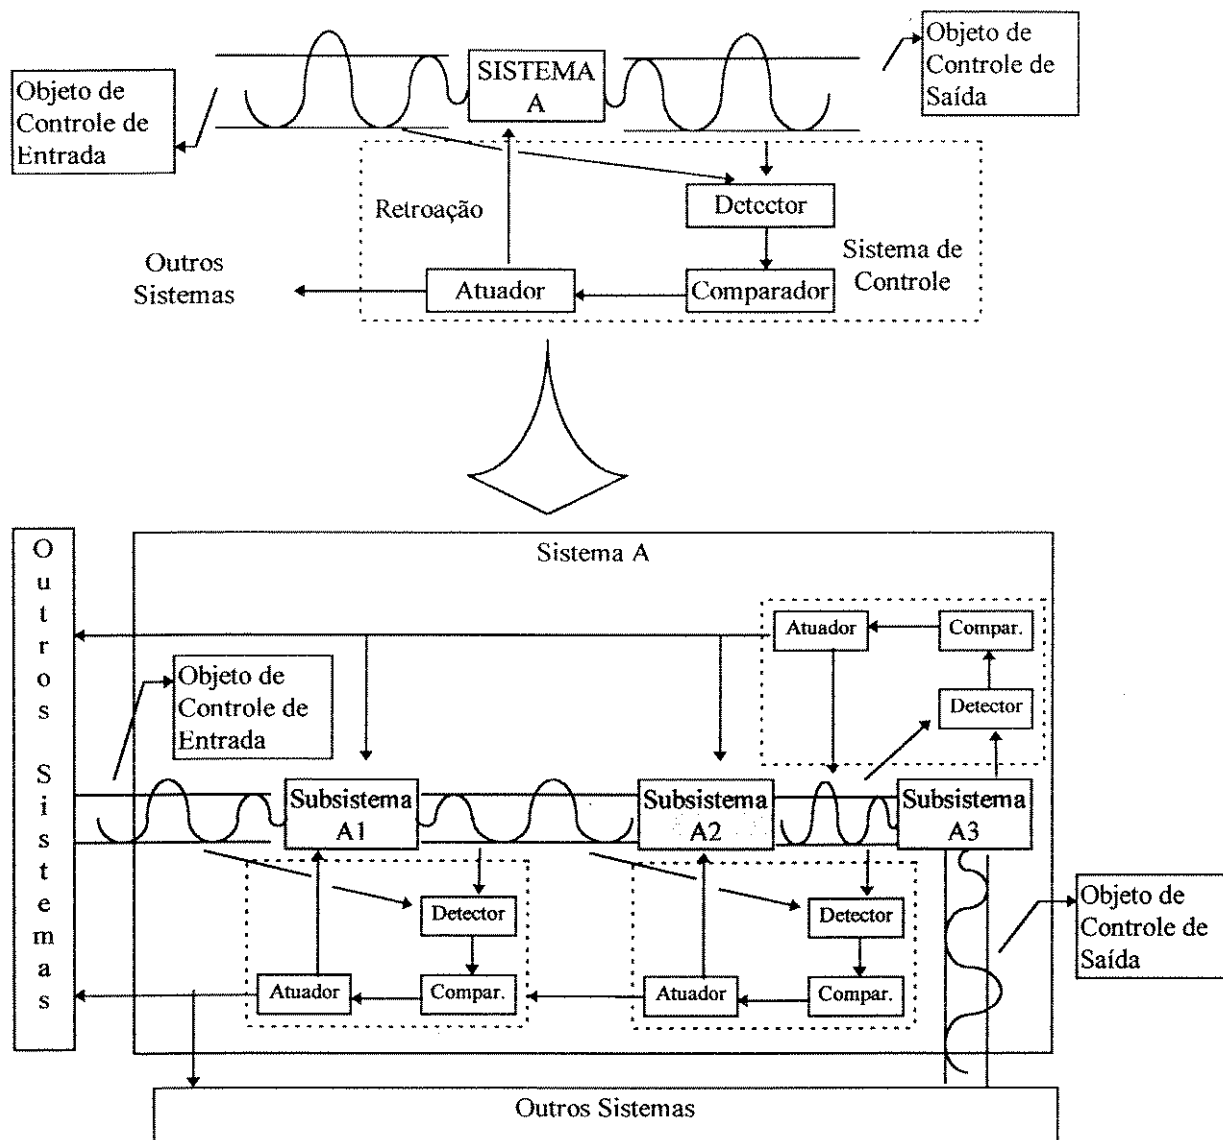 Objeto de
Controle de
Entrada
SISTEMA
A
Objeto de
Controle de
Saída
Retroação
Detector
Sistema de
Controle
Outros
Sistemas
Atuador
Comparador
Outros Sistemas
Sistema A
Atuador
Compar.
Detector
Objeto de
Controle de
Entrada
Subsistema
A1
Subsistema
A2
Subsistema
A3
Detector
Detector
Objeto de
Controle de
Saída
Atuador
Compar.
Atuador
Compar.
Outros Sistemas